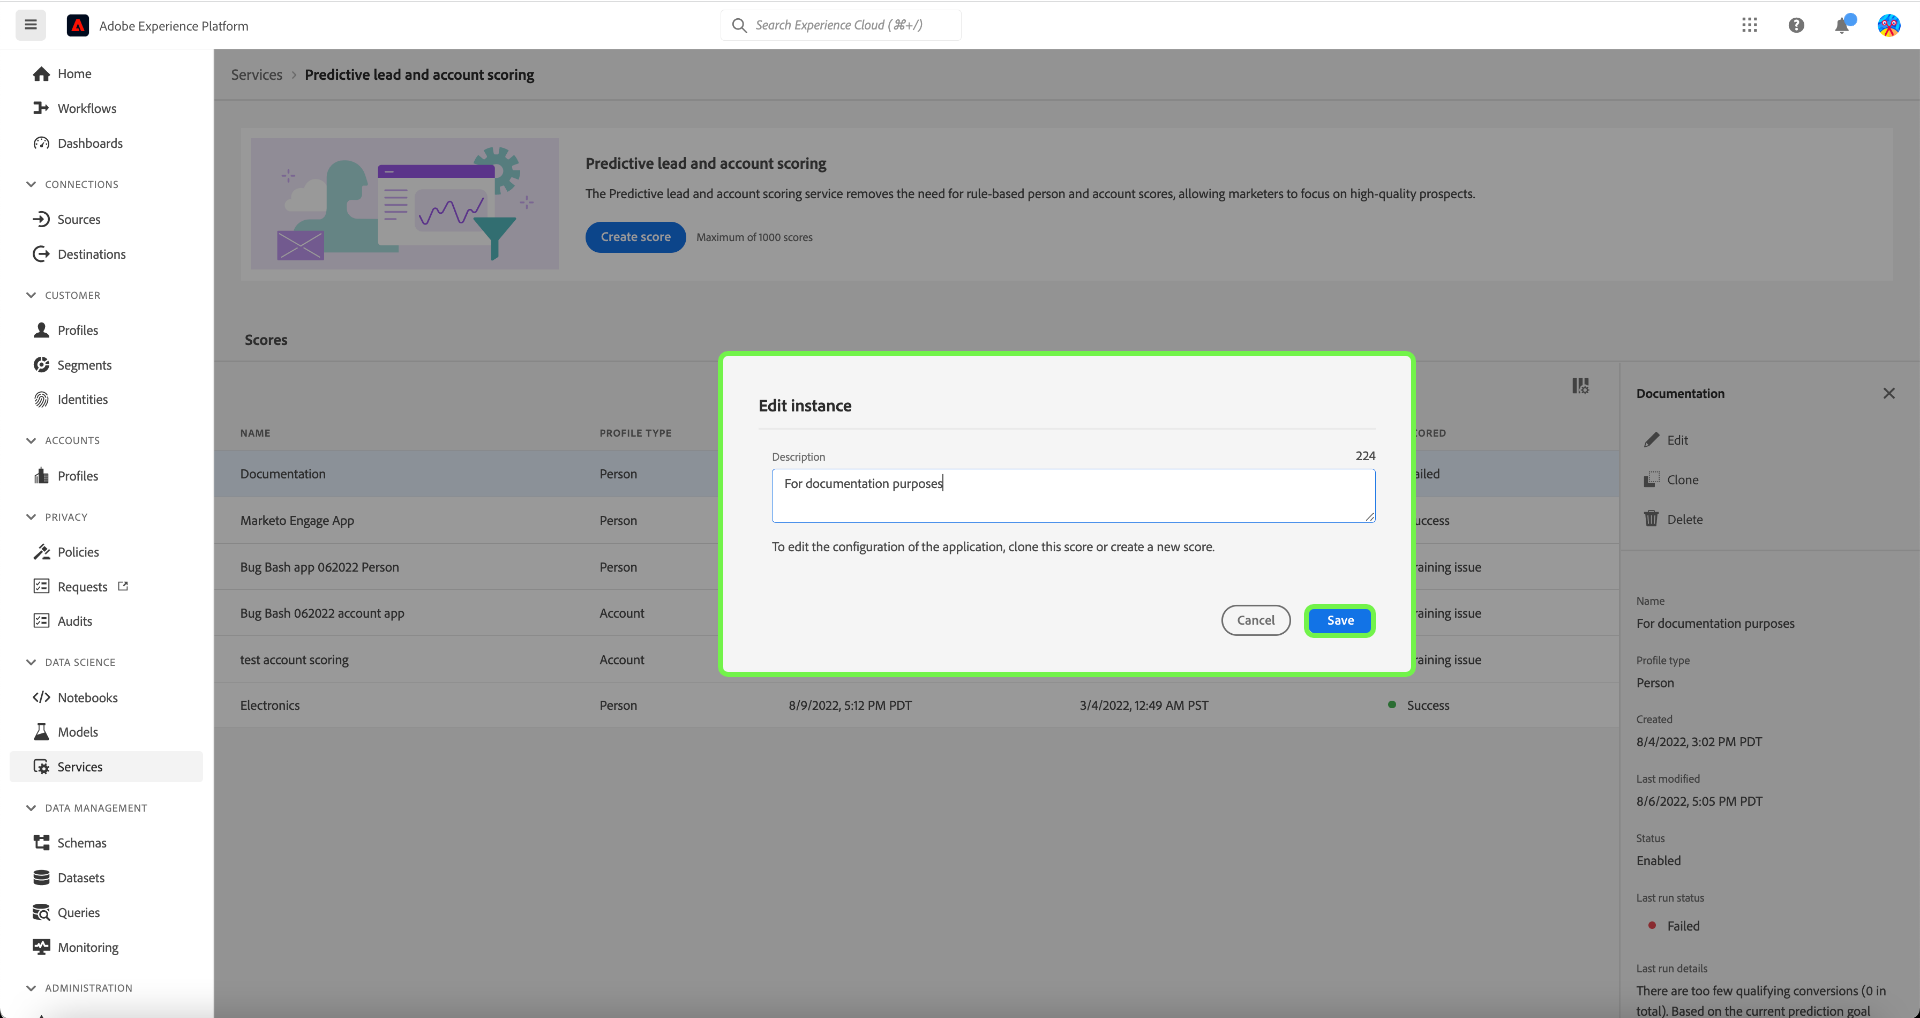 Adobe Experience Platform
Search Experience Cloud (⌘+/)
Home
Workflows
Dashboards
CONNECTIONS
Sources
Destinations
CUSTOMER
Profiles
Segments
Identities
ACCOUNTS
Profiles
PRIVACY
Policies
Requests
Audits
DATA SCIENCE
Notebooks
Models
Services
DATA MANAGEMENT
Schemas
Datasets
Queries
Monitoring
ADMINISTRATION
Services > Predictive lead and account scoring
Predictive lead and account scoring
The Predictive lead and account scoring service removes the need for rule-based person and account scores, allowing marketers to focus on high-quality prospects.
Create score Maximum of 1000 scores
Scores
NAME PROFILE TYPE ORED
Documentation Person ailed
Marketo Engage App Person uccess
Bug Bash app 062022 Person Person raining issue
Bug Bash 062022 account app Account raining issue
test account scoring Account raining issue
Electronics Person 8/9/2022, 5:12 PM PDT 3/4/2022, 12:49 AM PST Success
Edit instance
Description 224
For documentation purposes
To edit the configuration of the application, clone this score or create a new score.
Cancel Save
Documentation
Edit
Clone
Delete
Name
For documentation purposes
Profile type
Person
Created
8/4/2022, 3:02 PM PDT
Last modified
8/6/2022, 5:05 PM PDT
Status
Enabled
Last run status
Failed
Last run details
There are too few qualifying conversions (0 in
total). Based on the current prediction goal